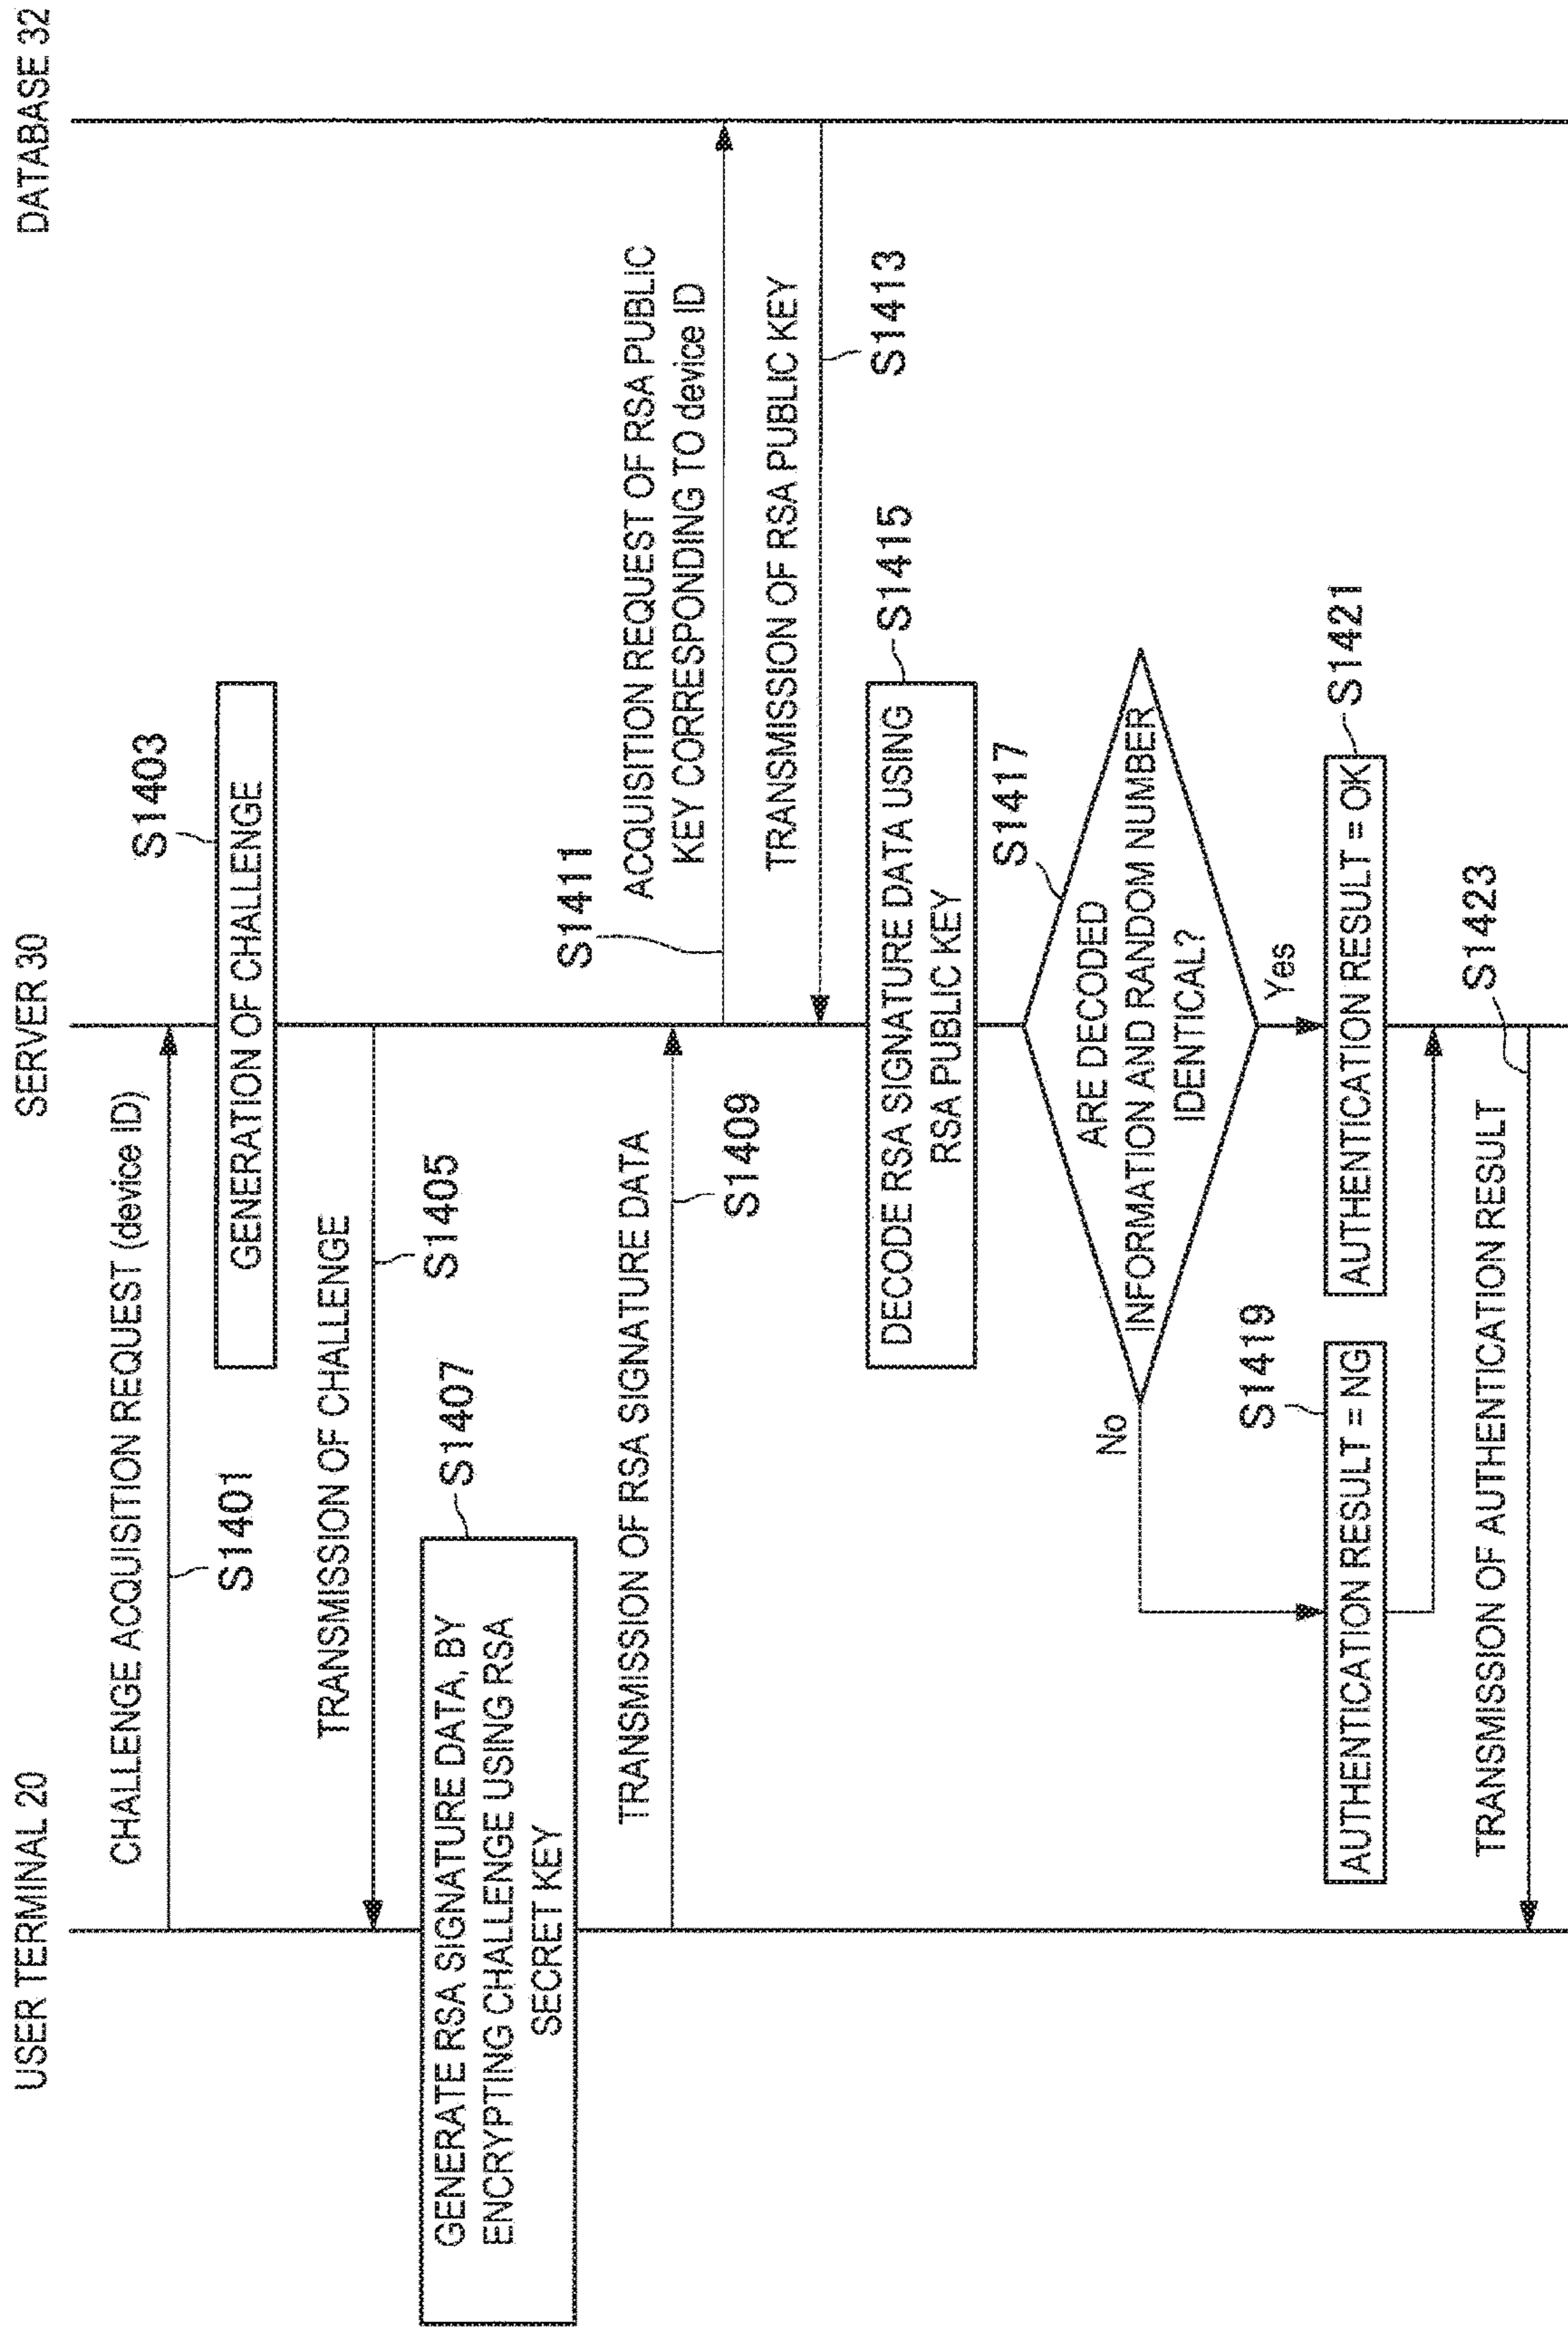 USER TERMINAL 20
SERVER 30
DATABASE 32
CHALLENGE ACQUISITION REQUEST (device ID)
S1401
S1403
GENERATION OF CHALLENGE
TRANSMISSION OF CHALLENGE
S1405
S1407
GENERATE RSA SIGNATURE DATA, BY
ENCRYPTING CHALLENGE USING RSA
SECRET KEY
TRANSMISSION OF RSA SIGNATURE DATA
S1409
S1411
ACQUISITION REQUEST OF RSA PUBLIC
KEY CORRESPONDING TO device ID
TRANSMISSION OF RSA PUBLIC KEY
S1413
S1415
DECODE RSA SIGNATURE DATA USING
RSA PUBLIC KEY
S1417
ARE DECODED
INFORMATION AND RANDOM NUMBER
IDENTICAL?
No
Yes
S1419
AUTHENTICATION RESULT = NG
S1421
AUTHENTICATION RESULT = OK
TRANSMISSION OF AUTHENTICATION RESULT
S1423